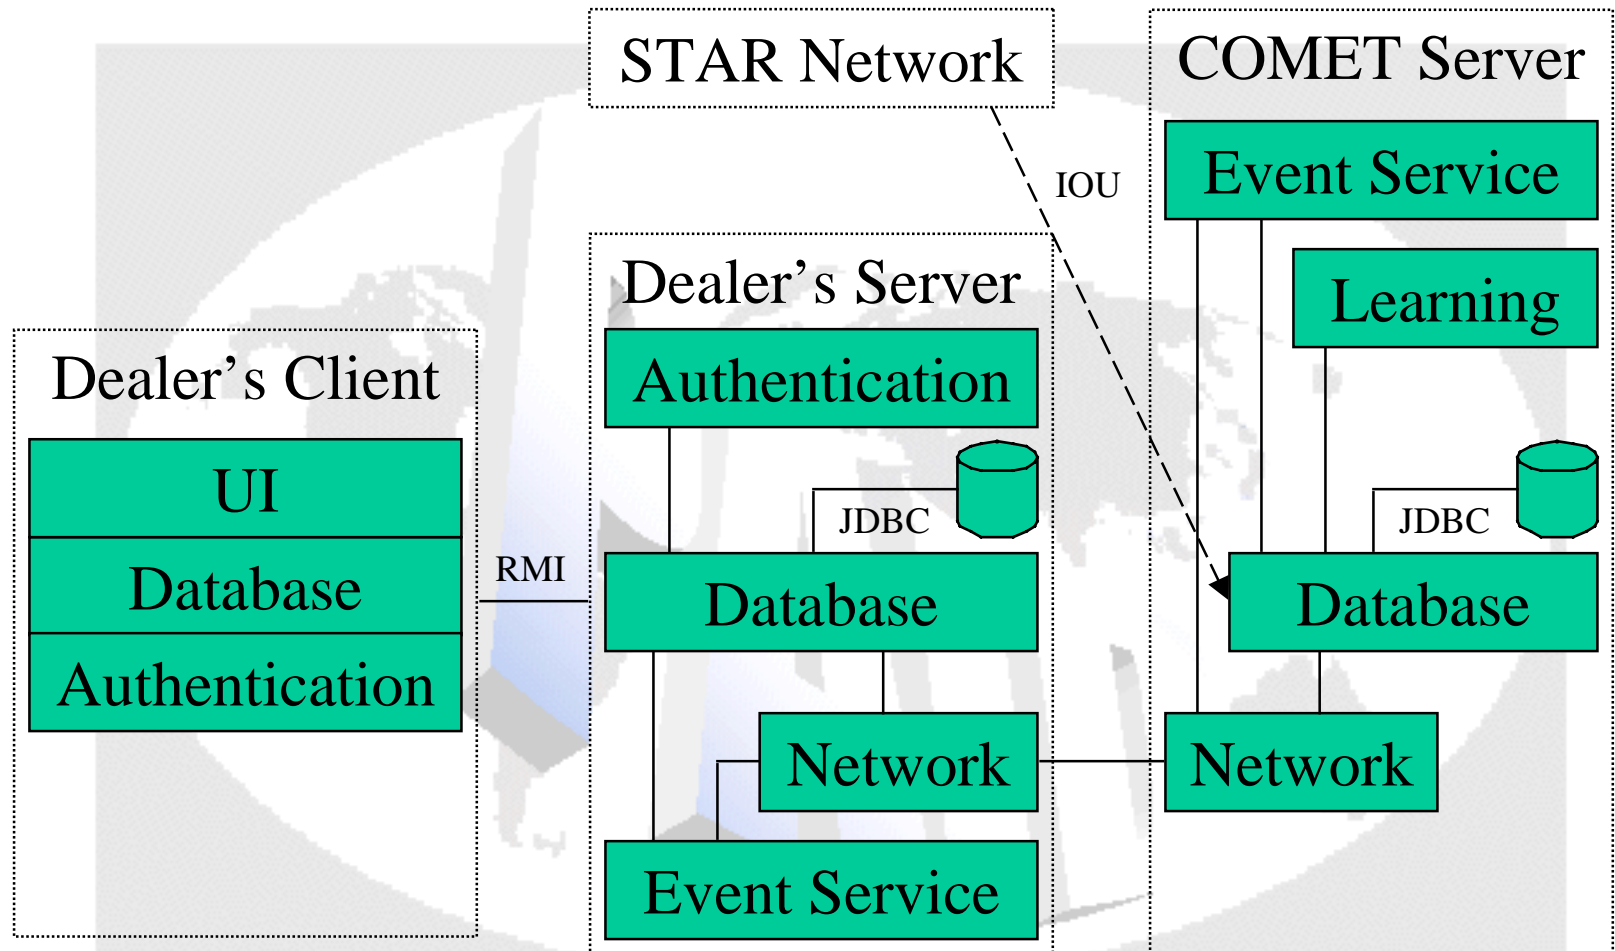 STAR Network
COMET Server
Event Service
IOU
Learning
Dealer’s Server
Authentication
JDBC
Database
Network
Event Service
Dealer’s Client
UI
Database
Authentication
RMI
JDBC
Database
Network